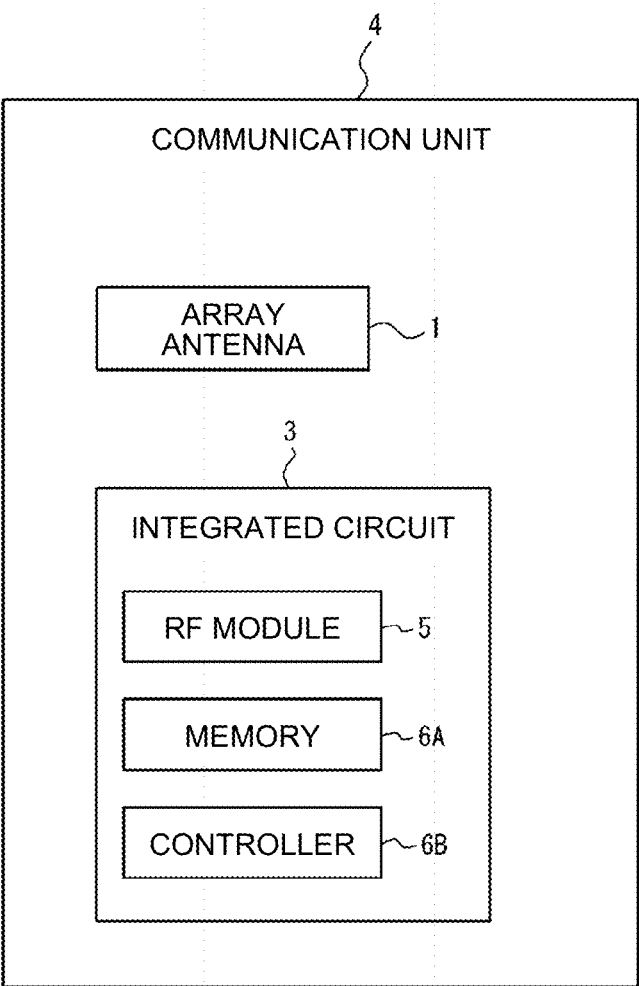 4
COMMUNICATION UNIT
ARRAY
ANTENNA
1
3
INTEGRATED CIRCUIT
RF MODULE
5
MEMORY
6A
CONTROLLER
6B